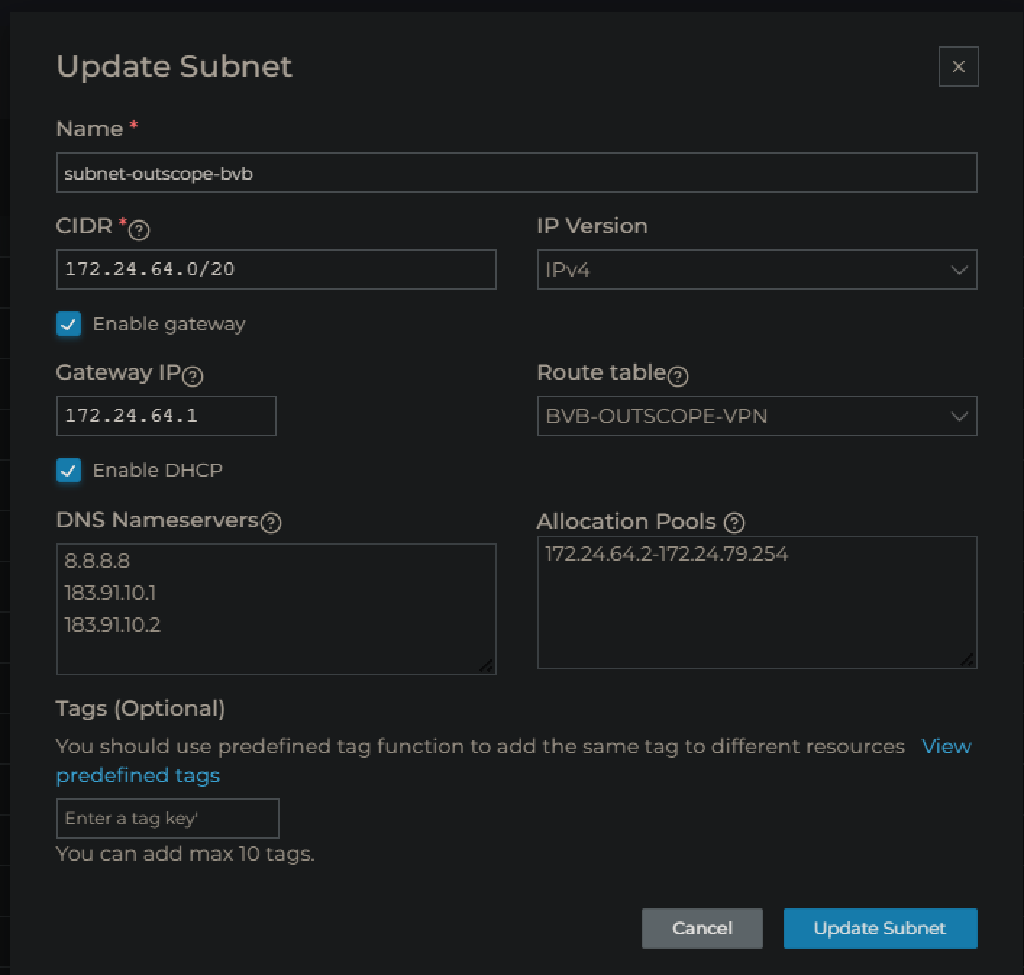 Update Subnet
Name *
subnet-outscope-bvb
CIDR *
IP Version
172.24.64.0/20
IPv4
Enable gateway
Gateway IP
Route table
172.24.64.1
BVB-OUTSCOPE-VPN
Enable DHCP
DNS Nameservers
Allocation Pools
8.8.8.8
183.91.10.1
183.91.10.2
172.24.64.2-172.24.79.254
Tags (Optional)
You should use predefined tag function to add the same tag to different resources View
predefined tags
Enter a tag key'
You can add max 10 tags.
Cancel
Update Subnet